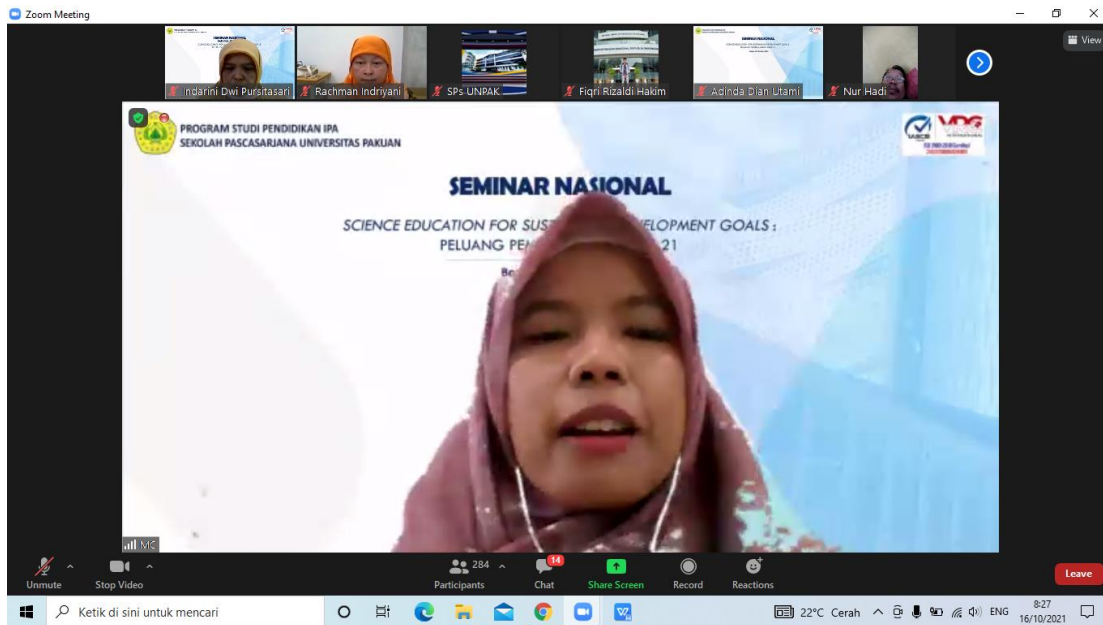 Zoom Meeting
View
Indarini Dwi Pursitasari
Rachman Indriyani
SPs UNPAK
Fiqri Rizaldi Hakim
Adinda Dian Utami
Nur Hadi
PROGRAM STUDI PENDIDIKAN IPA
SEKOLAH PASCASARJANA UNIVERSITAS PAKUAN
SEMINAR NASIONAL
SCIENCE EDUCATION FOR GOALS :
PELUANG 21
MC
284
14
Unmute
Stop Video
Participants
Chat
Share Screen
Record
Reactions
Leave
Ketik di sini untuk mencari
22°C Cerah
ENG
8:27
16/10/2021